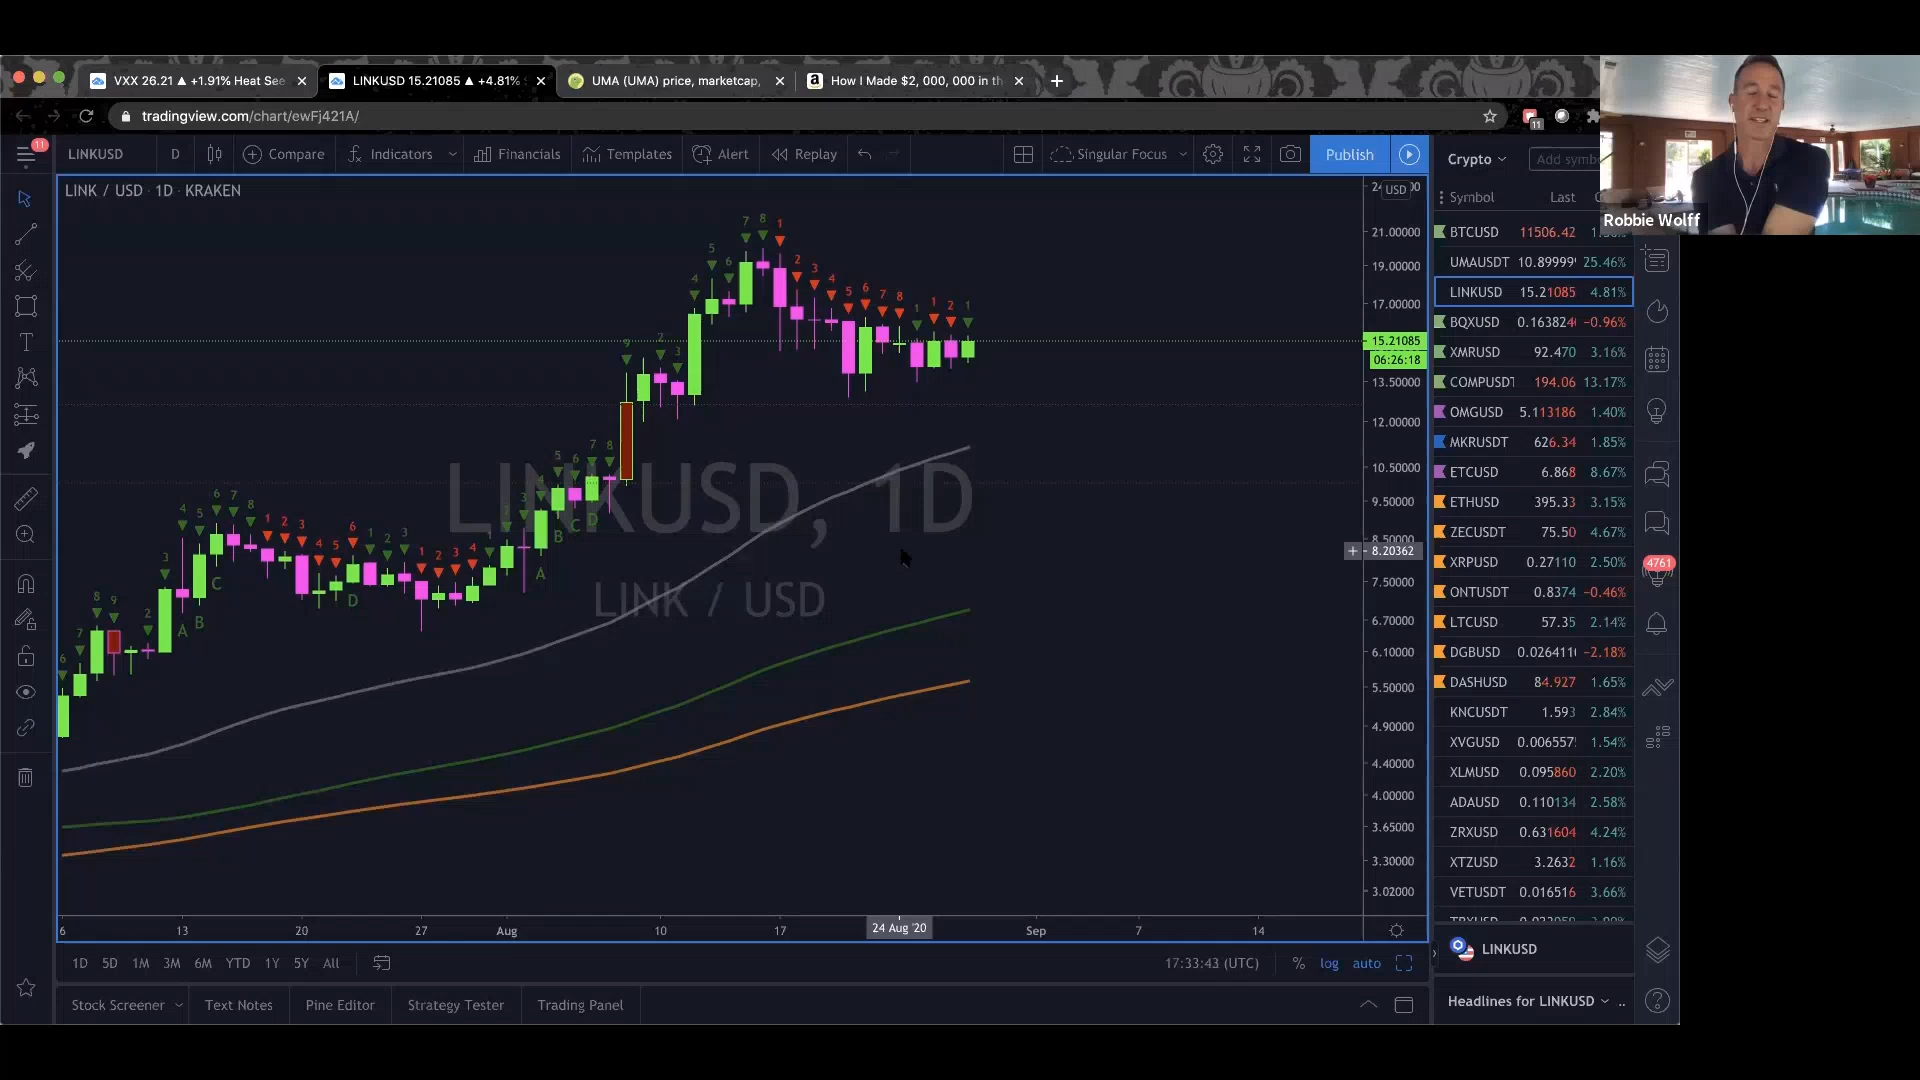 VXX 26.21 ▲ +1.91% Heat See
LINKUSD 15.21085 ▲ +4.81%
UMA (UMA) price, marketcap,
How I Made $2, 000, 000 in th
tradingview.com/chart/ewFj421A/
11
11
LINKUSD
D
Compare
Indicators
Financials
Templates
Alert
Replay
Singular Focus
Publish
Crypto
Add symb
Robbie Wolff
LINK / USD · 1D · KRAKEN
USD
21.00000
19.00000
17.00000
15.21085
06:26:18
13.50000
12.00000
10.50000
9.50000
8.50000
8.20362
7.50000
6.70000
6.10000
5.50000
4.90000
4.40000
4.00000
3.65000
3.30000
3.02000
LINKUSD, 1D
LINK / USD
A B C D
A B C D
6 13 20 27 Aug 10 17 24 Aug '20 Sep 7 14
1D 5D 1M 3M 6M YTD 1Y 5Y All
17:33:43 (UTC) % log auto
Stock Screener Text Notes Pine Editor Strategy Tester Trading Panel
Symbol Last
BTCUSD 11506.42
UMAUSDT 10.89999 25.46%
LINKUSD 15.21085 4.81%
BQXUSD 0.16382 −0.96%
XMRUSD 92.470 3.16%
COMPUSDT 194.06 13.17%
OMGUSD 5.113186 1.40%
MKRUSDT 626.34 1.85%
ETCUSD 6.868 8.67%
ETHUSD 395.33 3.15%
ZECUSDT 75.50 4.67%
XRPUSD 0.27110 2.50%
ONTUSDT 0.8374 −0.46%
LTCUSD 57.35 2.14%
DGBUSD 0.026411 −2.18%
DASHUSD 84.927 1.65%
KNCUSDT 1.593 2.84%
XVGUSD 0.006557 1.54%
XLMUSD 0.095860 2.20%
ADAUSD 0.110134 2.58%
ZRXUSD 0.631604 4.24%
XTZUSD 3.2632 1.16%
VETUSDT 0.016516 3.66%
4761
LINKUSD
Headlines for LINKUSD